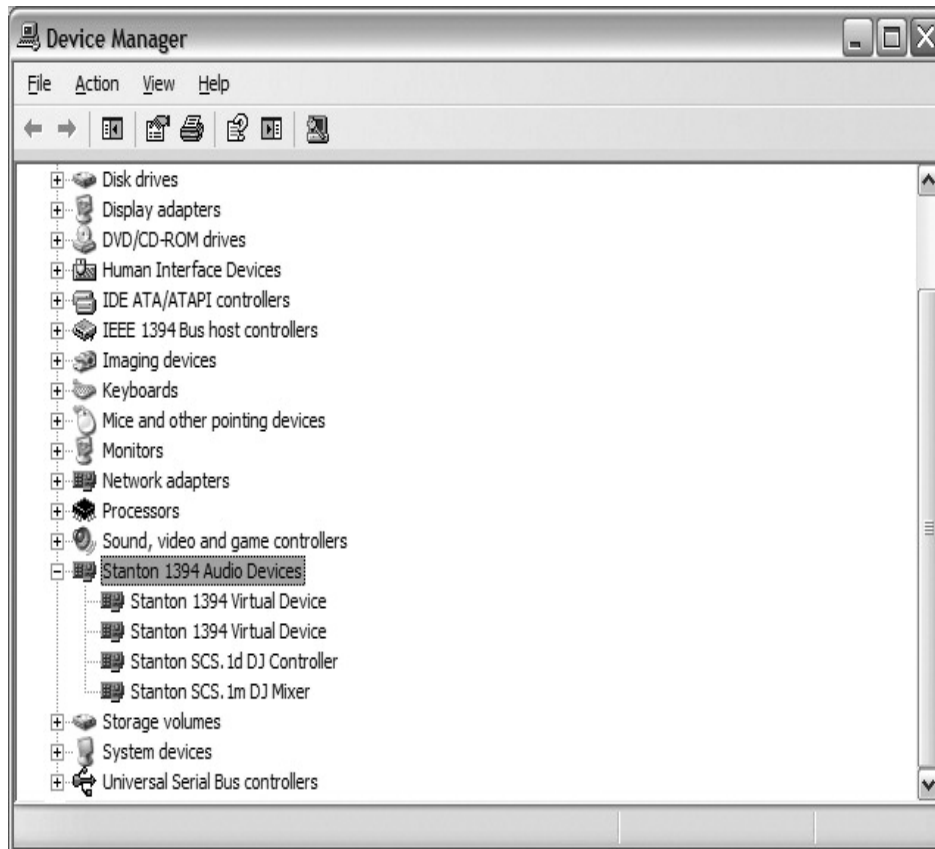 Device Manager
File Action View Help
Disk drives
Display adapters
DVD/CD-ROM drives
Human Interface Devices
IDE ATA/ATAPI controllers
IEEE 1394 Bus host controllers
Imaging devices
Keyboards
Mice and other pointing devices
Monitors
Network adapters
Processors
Sound, video and game controllers
Stanton 1394 Audio Devices
Stanton 1394 Virtual Device
Stanton 1394 Virtual Device
Stanton SCS.1d DJ Controller
Stanton SCS.1m DJ Mixer
Storage volumes
System devices
Universal Serial Bus controllers